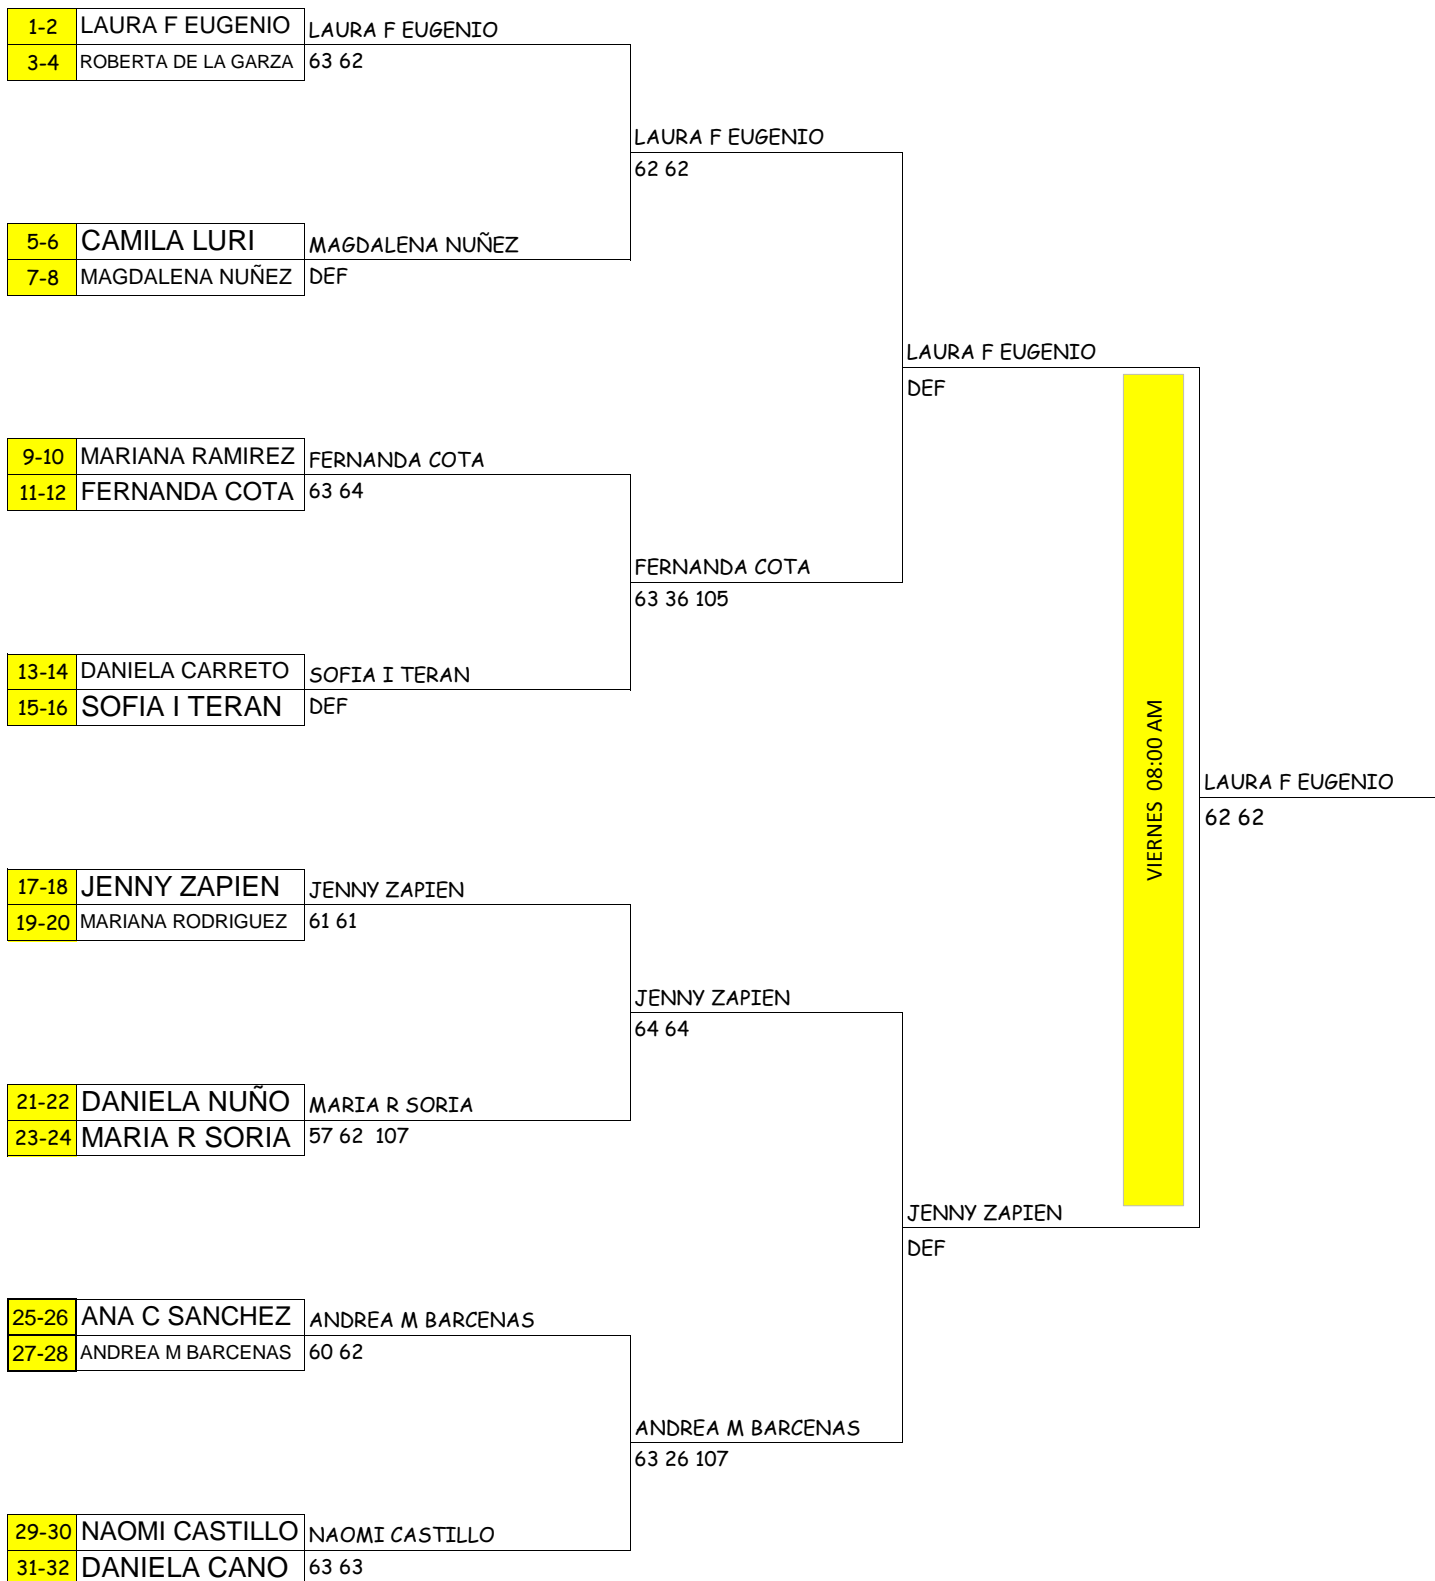 1-2 LAURA F EUGENIO LAURA F EUGENIO
3-4 ROBERTA DE LA GARZA 63 62
LAURA F EUGENIO
62 62
5-6 CAMILA LURI MAGDALENA NUÑEZ
7-8 MAGDALENA NUÑEZ DEF
LAURA F EUGENIO
DEF
9-10 MARIANA RAMIREZ FERNANDA COTA
11-12 FERNANDA COTA 63 64
FERNANDA COTA
63 36 105
13-14 DANIELA CARRETO SOFIA I TERAN
15-16 SOFIA I TERAN DEF
VIERNES 08:00 AM
LAURA F EUGENIO
62 62
17-18 JENNY ZAPIEN JENNY ZAPIEN
19-20 MARIANA RODRIGUEZ 61 61
JENNY ZAPIEN
64 64
21-22 DANIELA NUÑO MARIA R SORIA
23-24 MARIA R SORIA 57 62 107
JENNY ZAPIEN
DEF
25-26 ANA C SANCHEZ ANDREA M BARCENAS
27-28 ANDREA M BARCENAS 60 62
ANDREA M BARCENAS
63 26 107
29-30 NAOMI CASTILLO NAOMI CASTILLO
31-32 DANIELA CANO 63 63